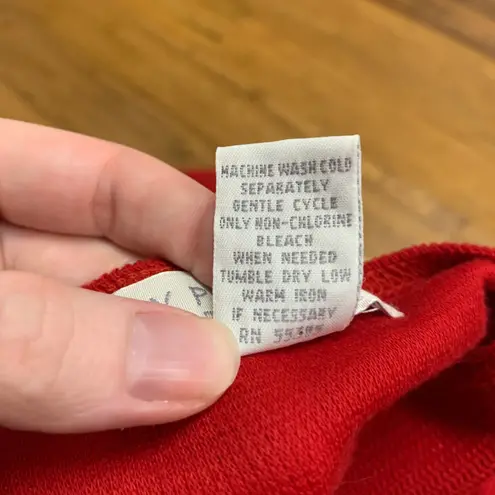 MACHINE WASH COLD
SEPARATELY
GENTLE CYCLE
ONLY NON-CHLORINE
BLEACH
WHEN NEEDED
TUMBLE DRY LOW
WARM IRON
IF NECESSARY
RN